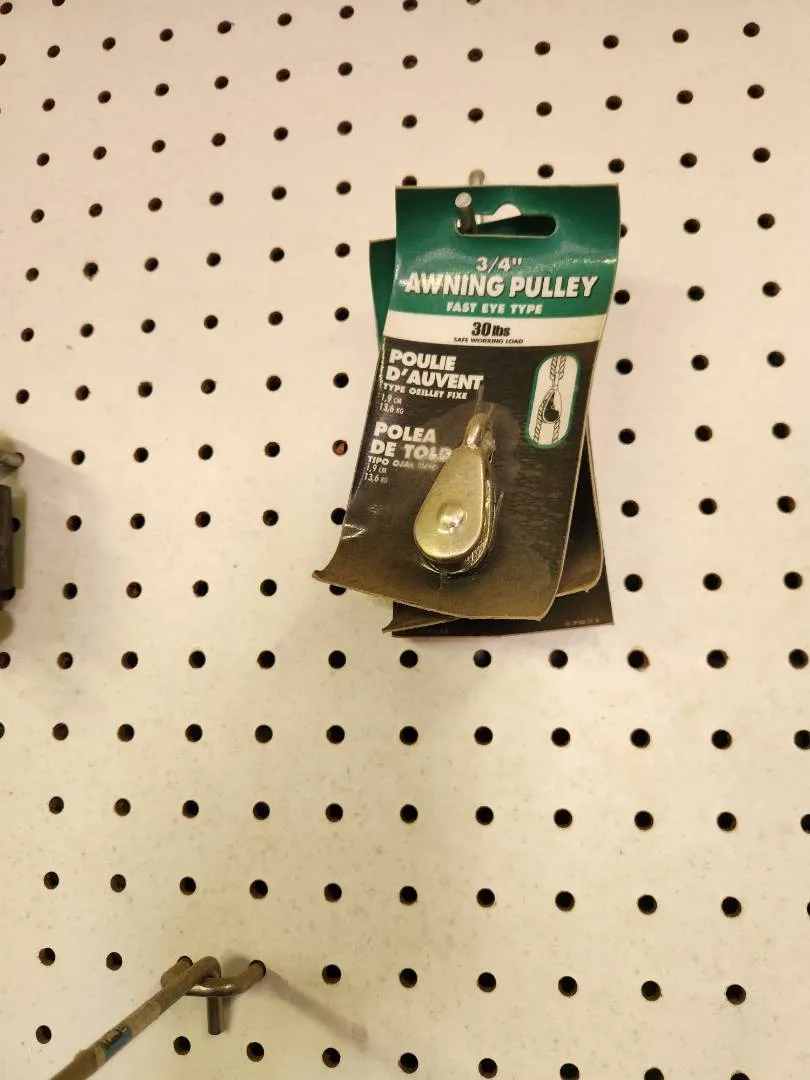 3/4"
AWNING PULLEY
FAST EYE TYPE
30 lbs
SAFE WORKING LOAD
POULIE
D'AUVENT
TYPE OEILLET FIXE
1,9 CM
13,6 KG
POLEA
DE TOLD
TIPO OJAL
1,9 CM
13,6 KG